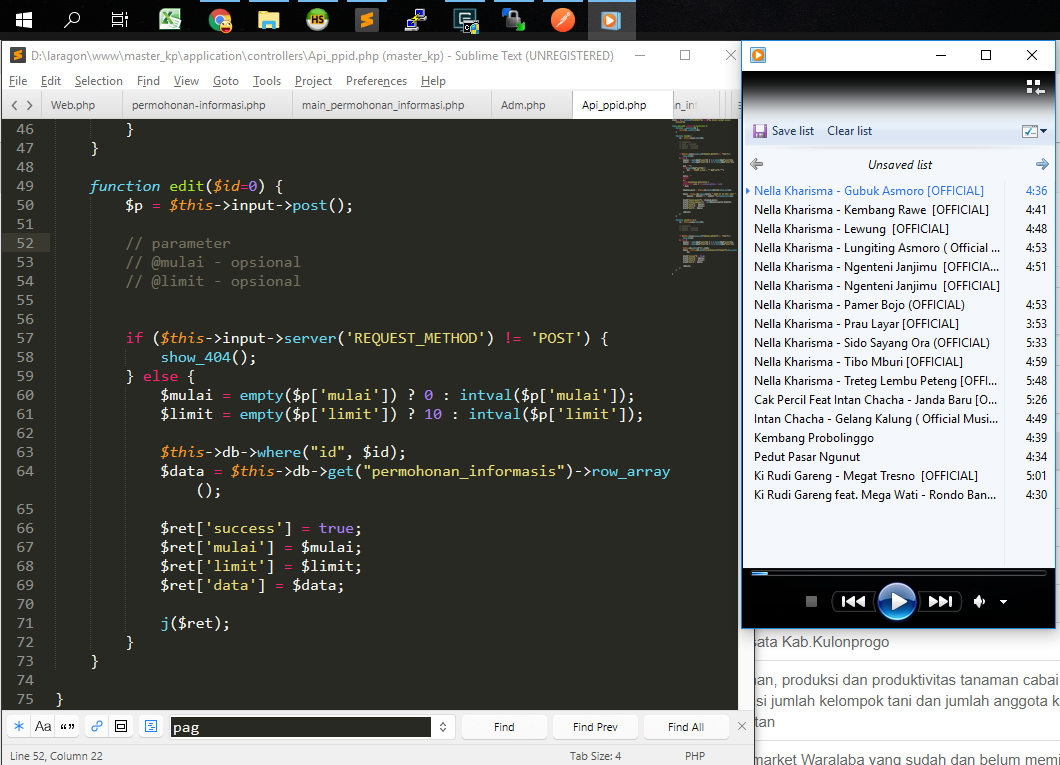 D:\laragon\www\master_kp\application\controllers\Api_ppid.php (master_kp) - Sublime Text (UNREGISTERED)
File Edit Selection Find View Goto Tools Project Preferences Help
Web.php permohonan-informasi.php main_permohonan_informasi.php Adm.php Api_ppid.php
46 }
47 }
48
49 function edit($id=0) {
50 $p = $this->input->post();
51
52 // parameter
53 // @mulai - opsional
54 // @limit - opsional
55
56
57 if ($this->input->server('REQUEST_METHOD') != 'POST') {
58 show_404();
59 } else {
60 $mulai = empty($p['mulai']) ? 0 : intval($p['mulai']);
61 $limit = empty($p['limit']) ? 10 : intval($p['limit']);
62
63 $this->db->where("id", $id);
64 $data = $this->db->get("permohonan_informasis")->row_array
();
65
66 $ret['success'] = true;
67 $ret['mulai'] = $mulai;
68 $ret['limit'] = $limit;
69 $ret['data'] = $data;
70
71 j($ret);
72 }
73 }
74
75 }
Aa “” pag Find Find Prev Find All
Line 52, Column 22 Tab Size: 4 PHP
Save list Clear list
Unsaved list
Nella Kharisma - Gubuk Asmoro [OFFICIAL] 4:36
Nella Kharisma - Kembang Rawe [OFFICIAL] 4:41
Nella Kharisma - Lewung [OFFICIAL] 4:48
Nella Kharisma - Lungiting Asmoro ( Official ... 4:53
Nella Kharisma - Ngenteni Janjimu [OFFICIA... 4:51
Nella Kharisma - Ngenteni Janjimu [OFFICIAL]
Nella Kharisma - Pamer Bojo (OFFICIAL) 4:53
Nella Kharisma - Prau Layar [OFFICIAL] 3:53
Nella Kharisma - Sido Sayang Ora (OFFICIAL) 5:33
Nella Kharisma - Tibo Mburi [OFFICIAL] 4:59
Nella Kharisma - Treteg Lembu Peteng [OFFI... 5:48
Cak Percil Feat Intan Chacha - Janda Baru [O... 5:26
Intan Chacha - Gelang Kalung ( Official Musi... 4:49
Kembang Probolinggo 4:39
Pedut Pasar Ngunut 4:34
Ki Rudi Gareng - Megat Tresno [OFFICIAL] 5:01
Ki Rudi Gareng feat. Mega Wati - Rondo Ban... 4:30
ata Kab.Kulonprogo
an, produksi dan produktivitas tanaman cabai
si jumlah kelompok tani dan jumlah anggota k
tan
market Waralaba yang sudah dan belum memi